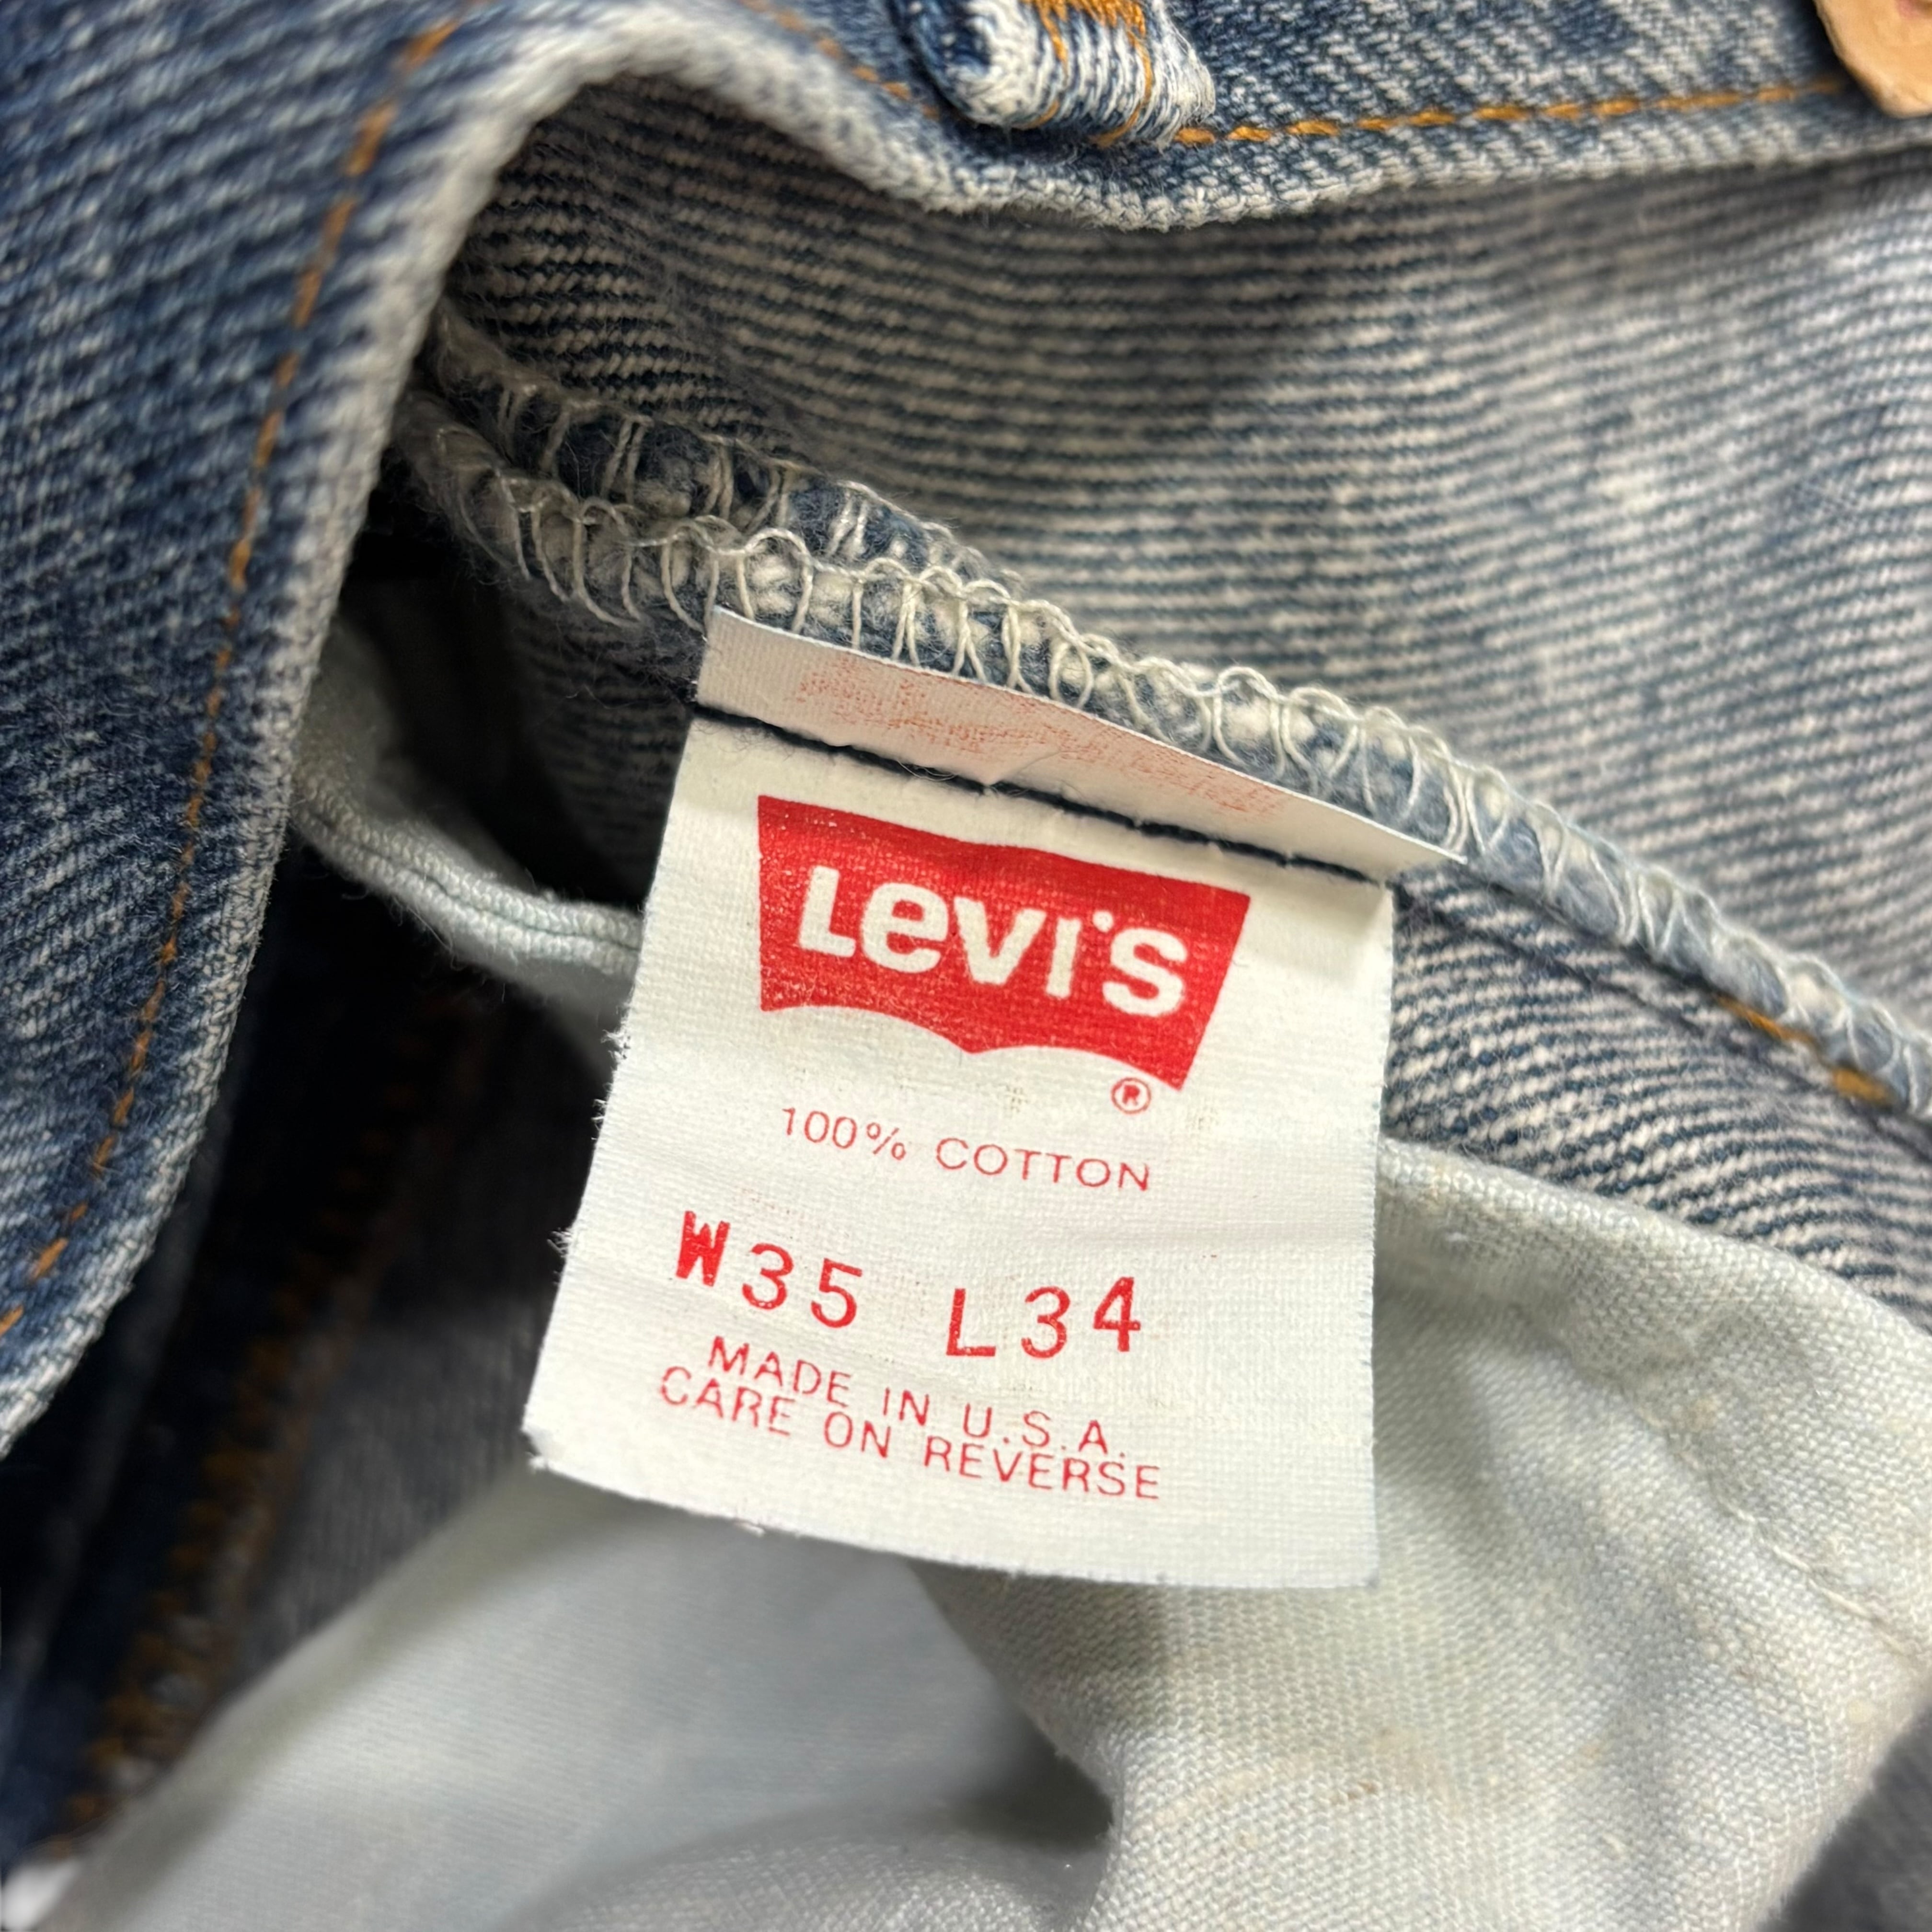 Levi's
®
100% COTTON
W35 L34
MADE IN U.S.A.
CARE ON REVERSE